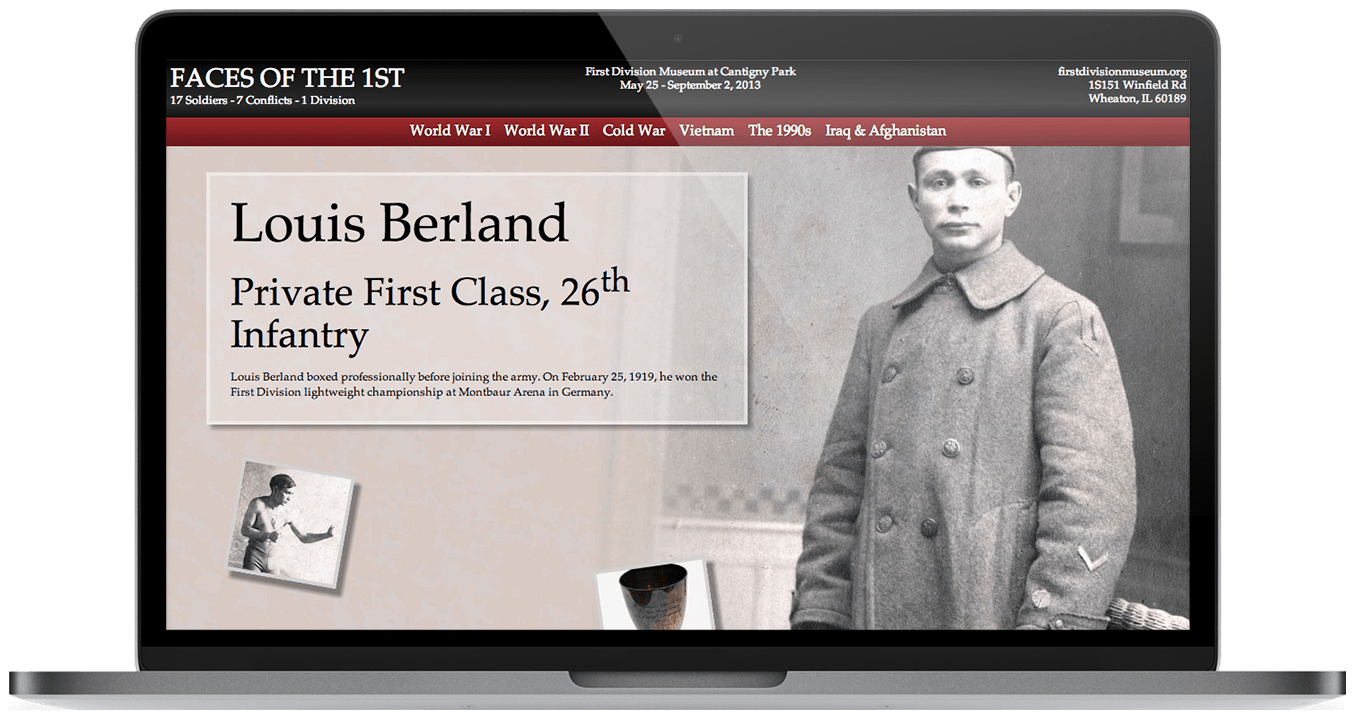 FACES OF THE 1ST
17 Soldiers - 7 Conflicts - 1 Division
First Division Museum at Cantigny Park
May 25 - September 2, 2013
firstdivisionmuseum.org
1S151 Winfield Rd
Wheaton, IL 60189
World War I World War II Cold War Vietnam The 1990s Iraq & Afghanistan
Louis Berland
Private First Class, 26th
Infantry
Louis Berland boxed professionally before joining the army. On February 25, 1919, he won the
First Division lightweight championship at Montbaur Arena in Germany.